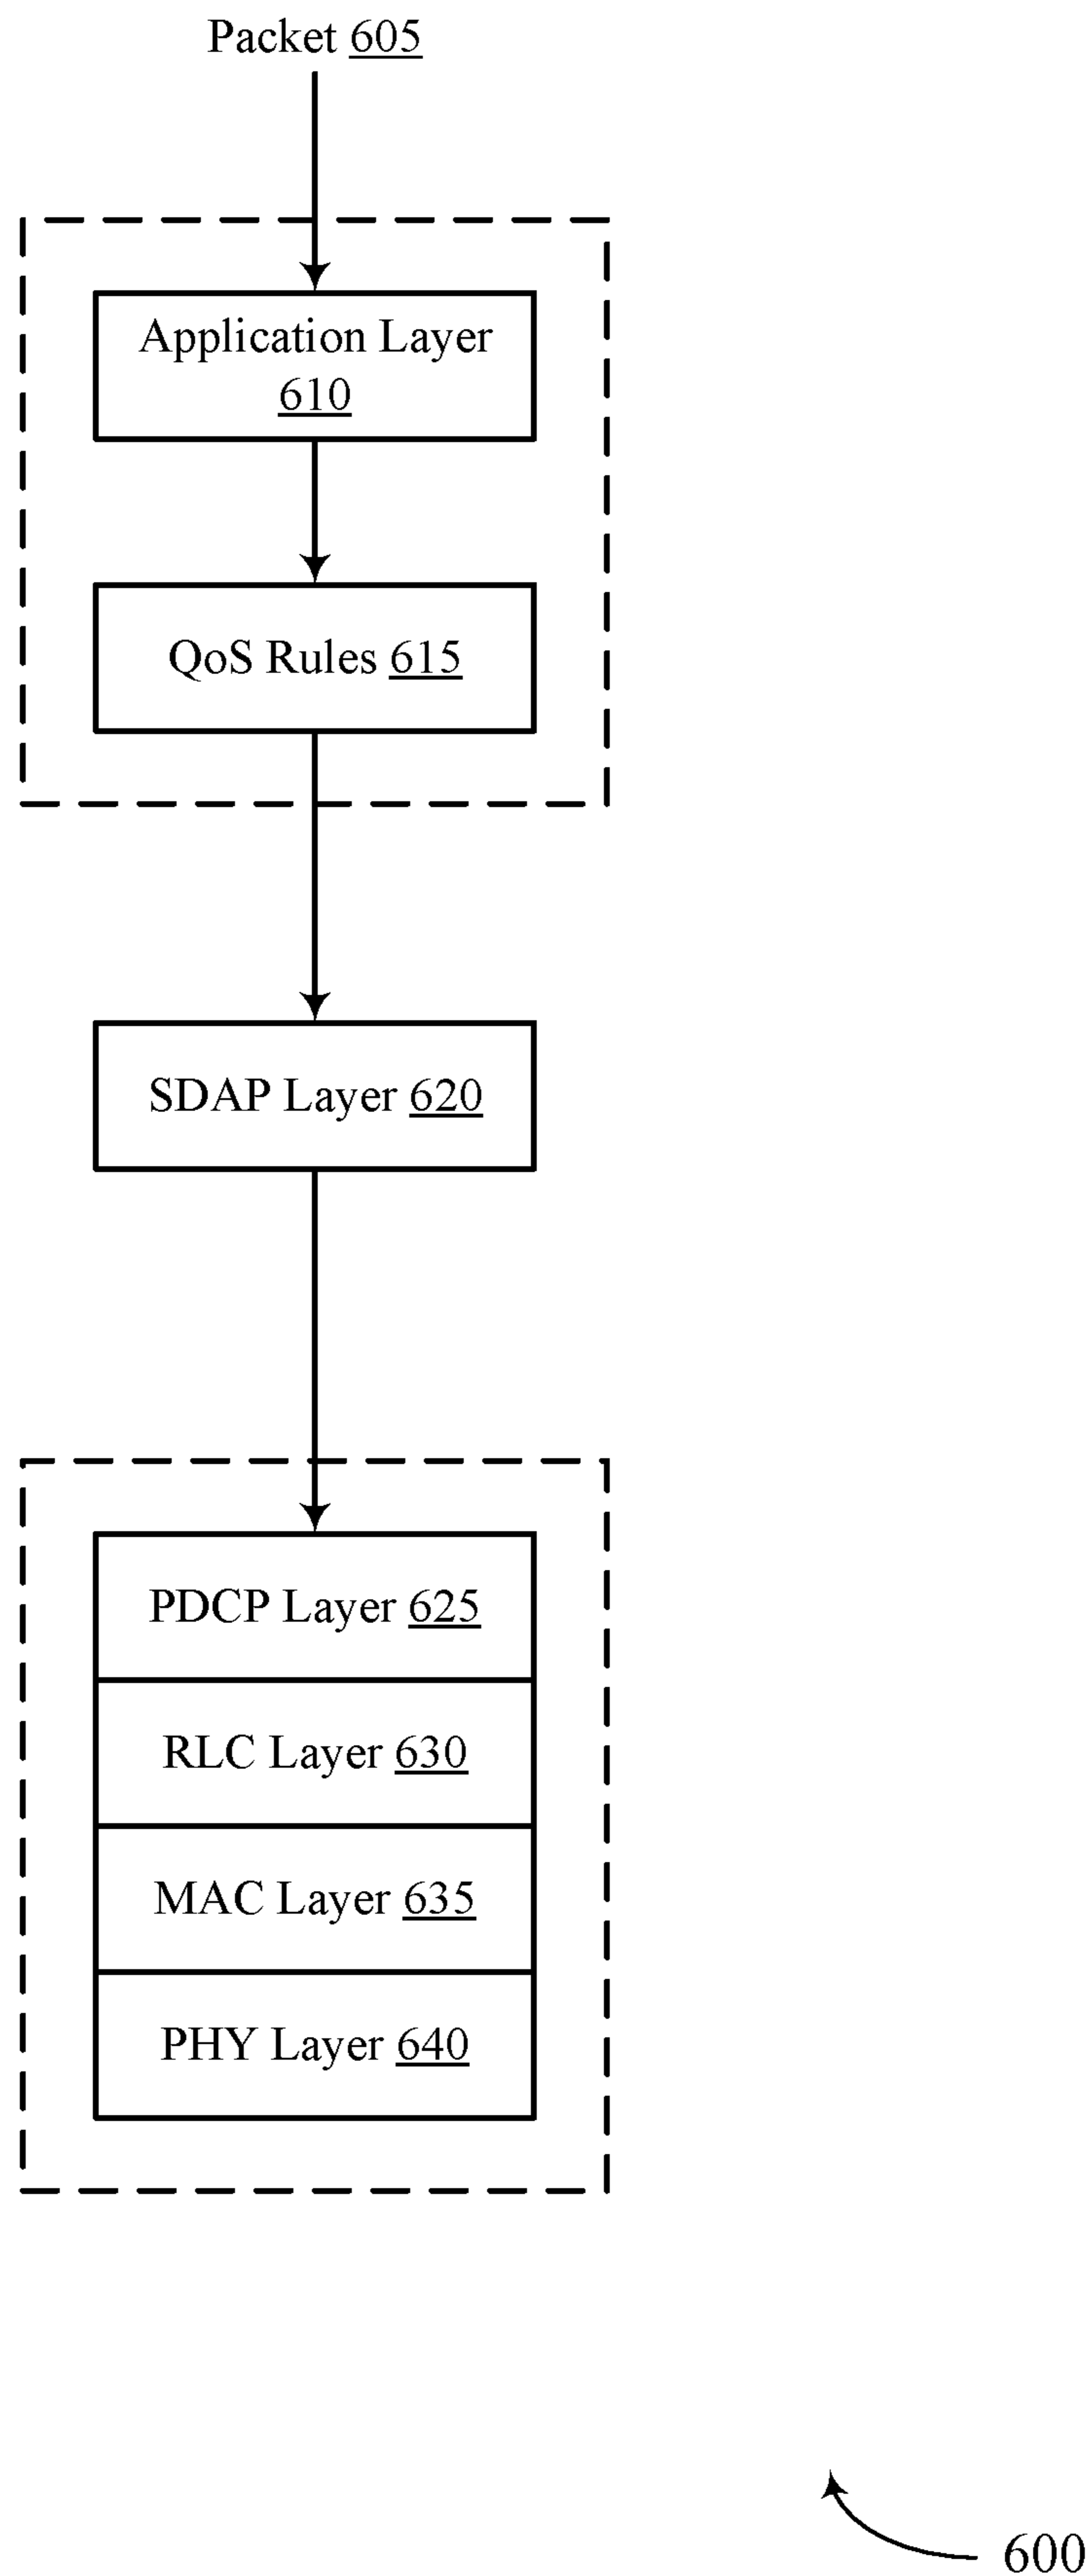 Packet 605
Application Layer
610
QoS Rules 615
SDAP Layer 620
PDCP Layer 625
RLC Layer 630
MAC Layer 635
PHY Layer 640
600